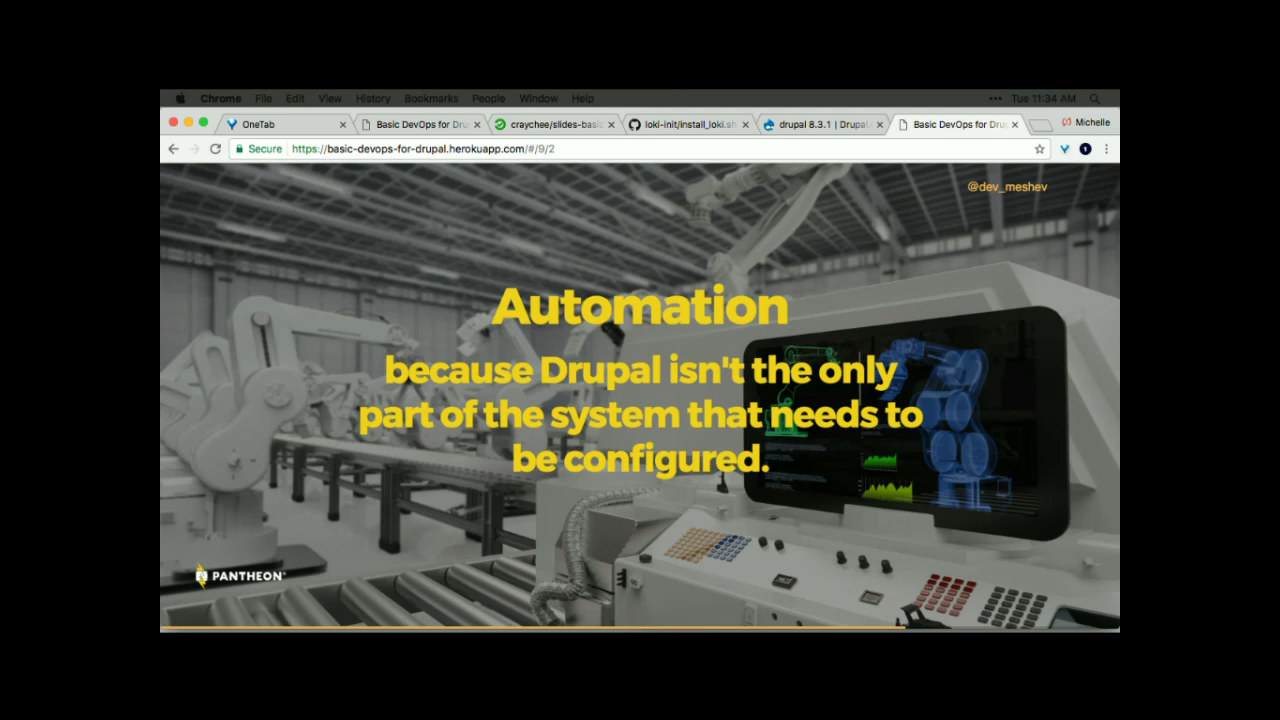 Chrome File Edit View History Bookmarks People Window Help ••• Tue 11:34 AM
OneTab Basic DevOps for Dru craychee/slides-basic loki-init/install_loki.sh drupal 8.3.1 | Drupal. Basic DevOps for Dru Michelle
Secure https://basic-devops-for-drupal.herokuapp.com/#/9/2
@dev_meshev
Automation
because Drupal isn't the only
part of the system that needs to
be configured.
PANTHEON